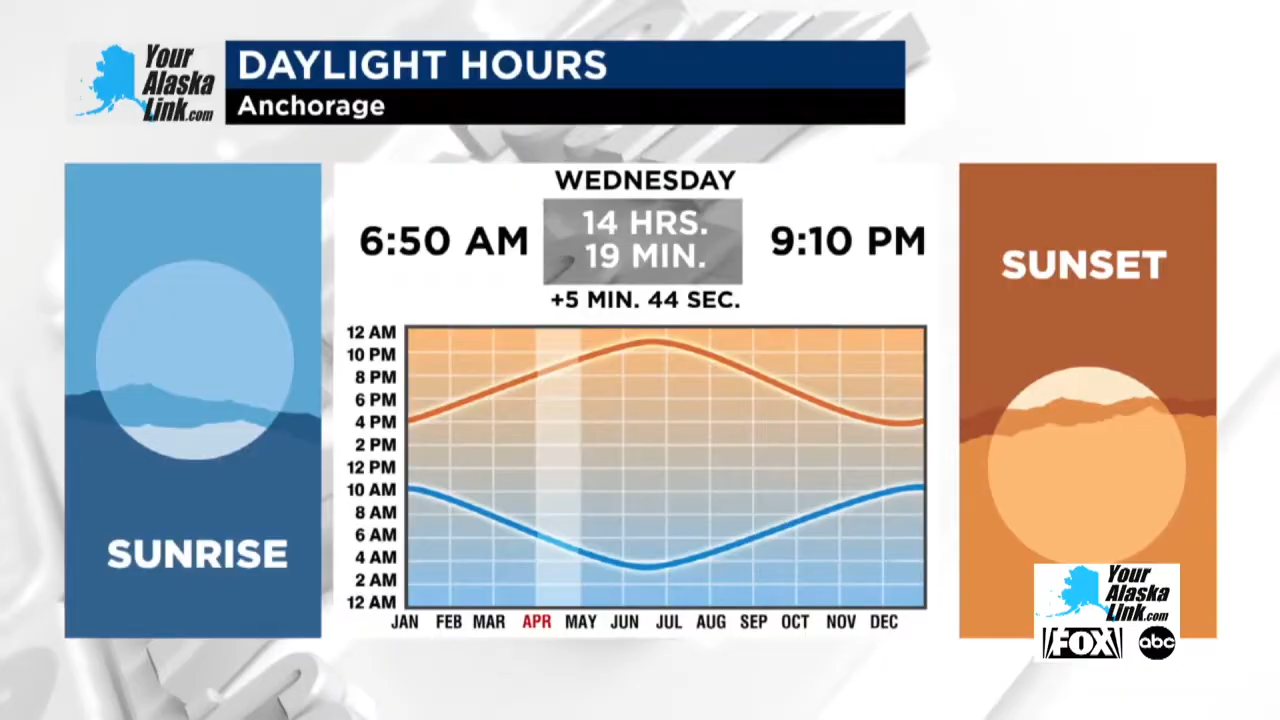 Your
Alaska
Link.com
DAYLIGHT HOURS
Anchorage
WEDNESDAY
6:50 AM
14 HRS.
19 MIN.
9:10 PM
+5 MIN. 44 SEC.
SUNRISE
SUNSET
12 AM
10 PM
8 PM
6 PM
4 PM
2 PM
12 PM
10 AM
8 AM
6 AM
4 AM
2 AM
12 AM
JAN FEB MAR APR MAY JUN JUL AUG SEP OCT NOV DEC
Your
Alaska
Link.com
FOX abc